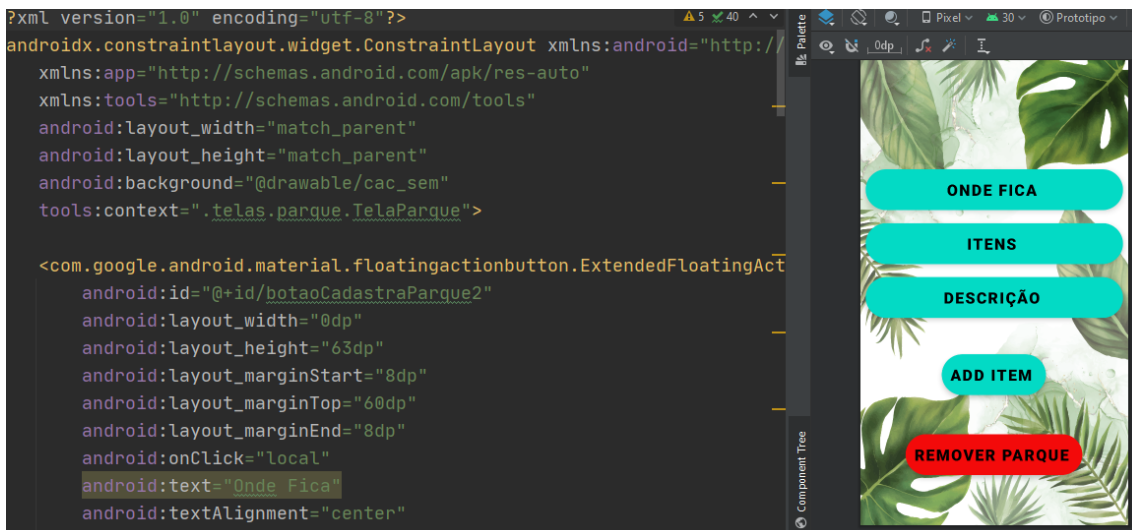 ?xml version="1.0" encoding="utf-8"?>
5 40
androidx.constraintlayout.widget.ConstraintLayout xmlns:android="http://
xmlns:app="http://schemas.android.com/apk/res-auto"
xmlns:tools="http://schemas.android.com/tools"
android:layout_width="match_parent"
android:layout_height="match_parent"
android:background="@drawable/cac_sem"
tools:context=".telas.parque.TelaParque">
<com.google.android.material.floatingactionbutton.ExtendedFloatingAct
android:id="@+id/botaoCadastraParque2"
android:layout_width="0dp"
android:layout_height="63dp"
android:layout_marginStart="8dp"
android:layout_marginTop="60dp"
android:layout_marginEnd="8dp"
android:onClick="local"
android:text="Onde Fica"
android:textAlignment="center"
Palette
Component Tree
Pixel 30 Prototipo
0dp
ONDE FICA
ITENS
DESCRIÇÃO
ADD ITEM
REMOVER PARQUE